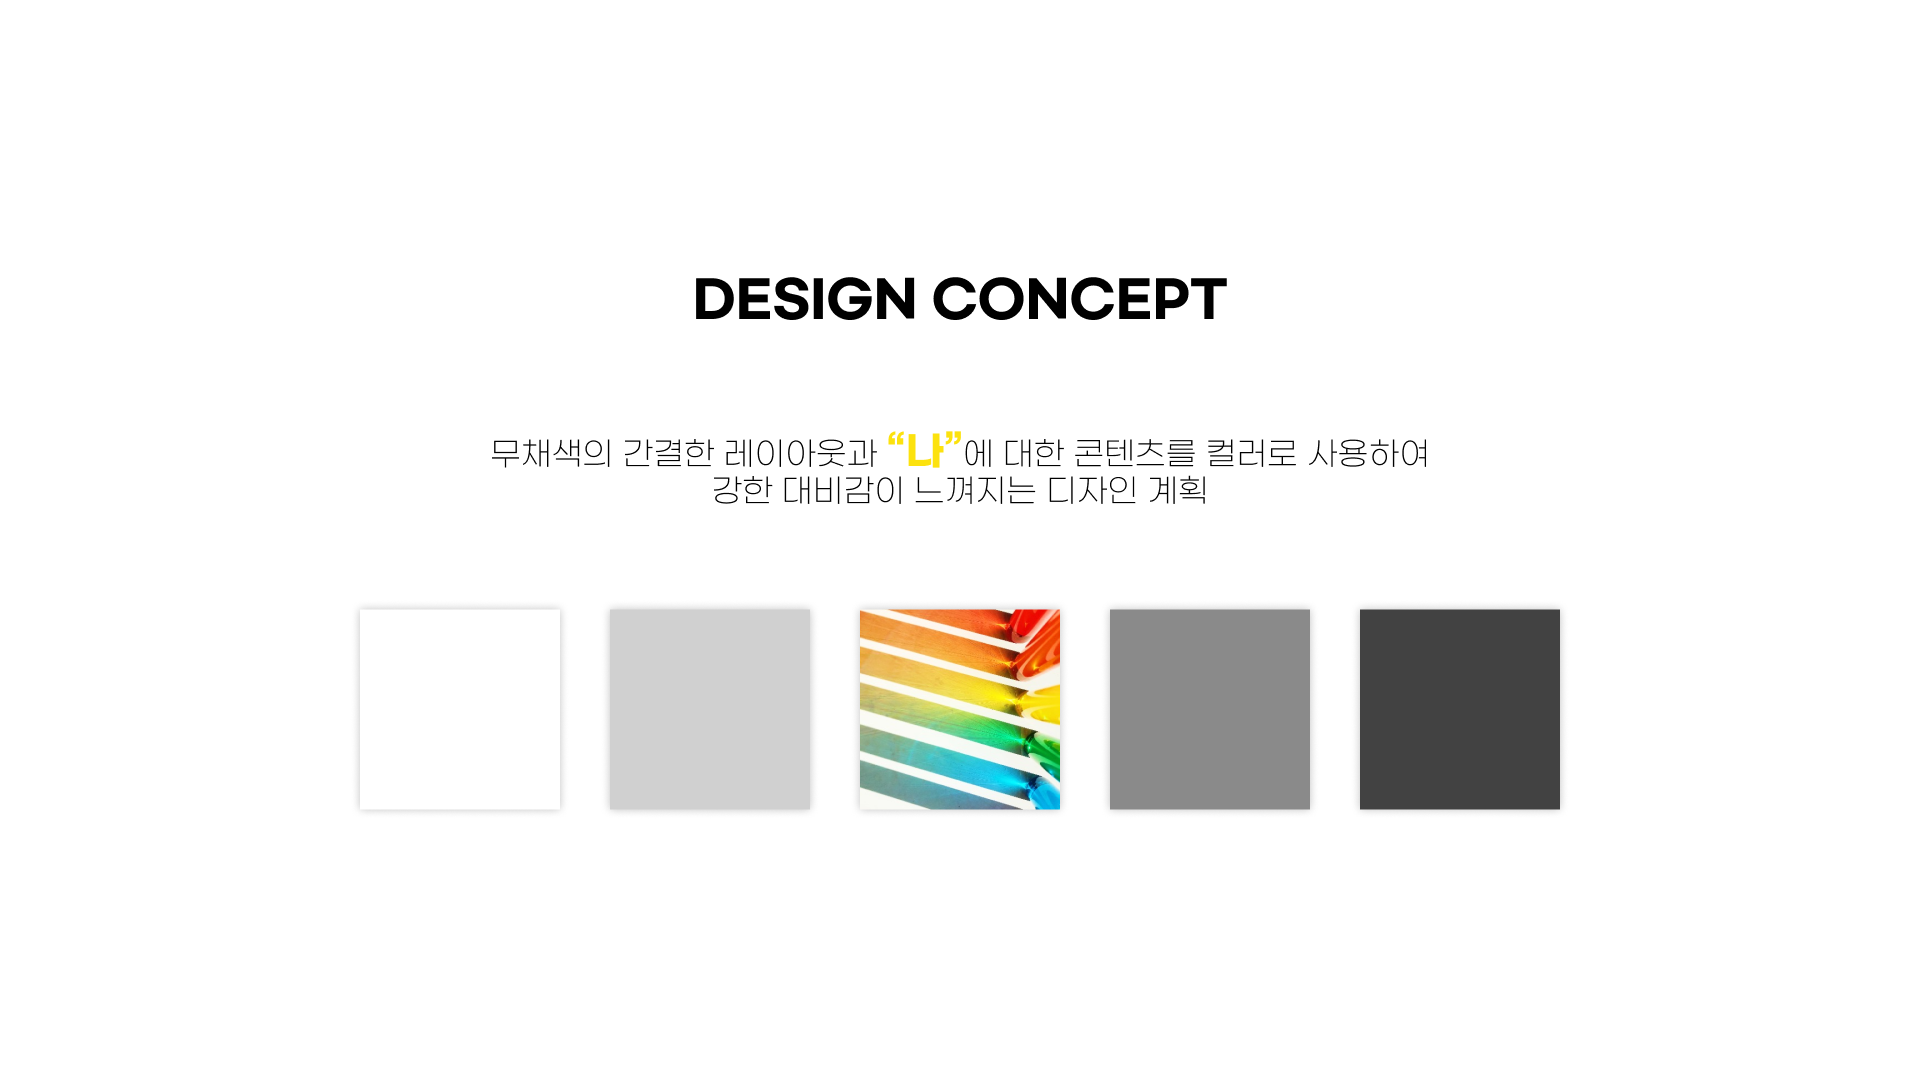 DESIGN CONCEPT
무채색의 간결한 레이아웃과 “나”에 대한 콘텐츠를 컬러로 사용하여
강한 대비감이 느껴지는 디자인 계획